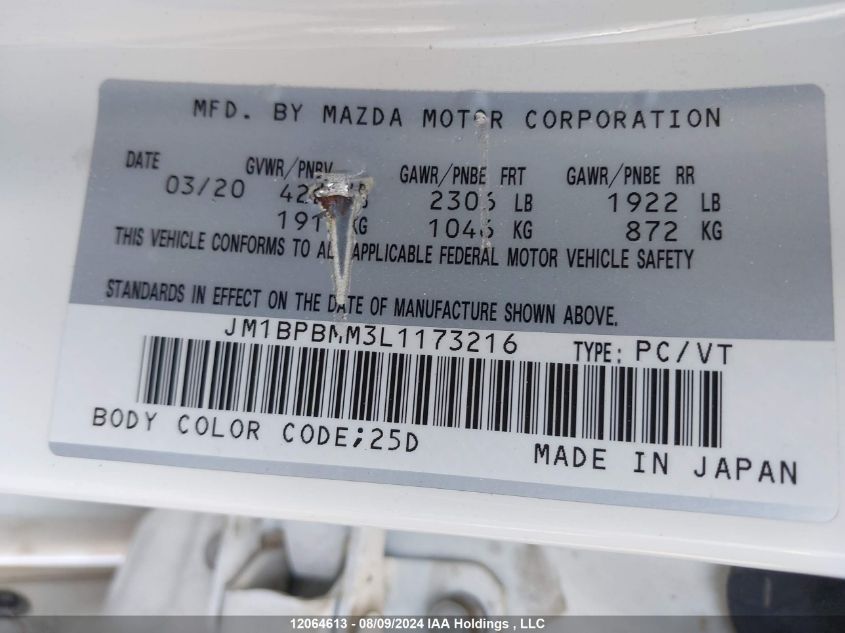 MFD. BY MAZDA MOTOR CORPORATION
DATE GVWR/PNBV GAWR/PNBE FRT GAWR/PNBE RR
03/20 2306 LB 1922 LB
KG 1046 KG 872 KG
THIS VEHICLE CONFORMS TO ALL APPLICABLE FEDERAL MOTOR VEHICLE SAFETY
STANDARDS IN EFFECT ON THE DATE OF MANUFACTURE SHOWN ABOVE.
TYPE: PC/VT
BODY COLOR CODE;25D
MADE IN JAPAN
12064613 - 08/09/2024 IAA Holdings , LLC